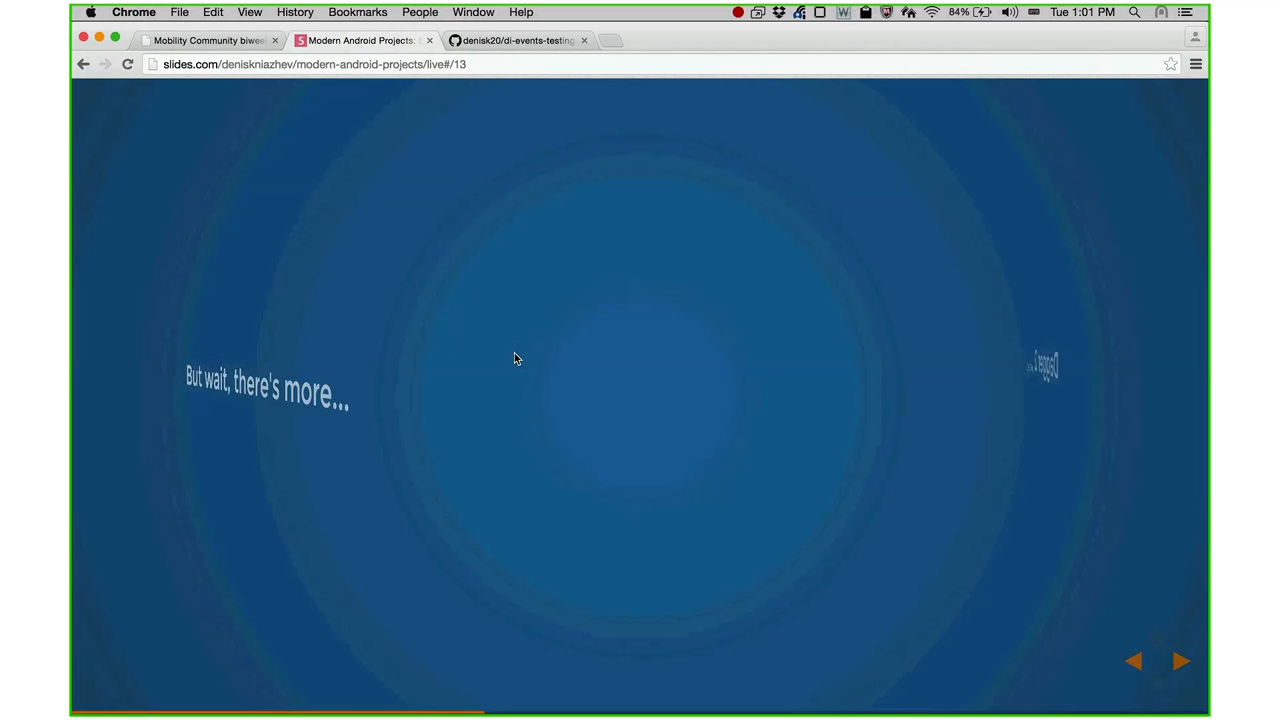 Chrome File Edit View History Bookmarks People Window Help 84% Tue 1:01 PM
Mobility Community biwee Modern Android Projects: denisk20/di-events-testing
slides.com/deniskniazhev/modern-android-projects/live#/13
But wait, there's more...
Dagger